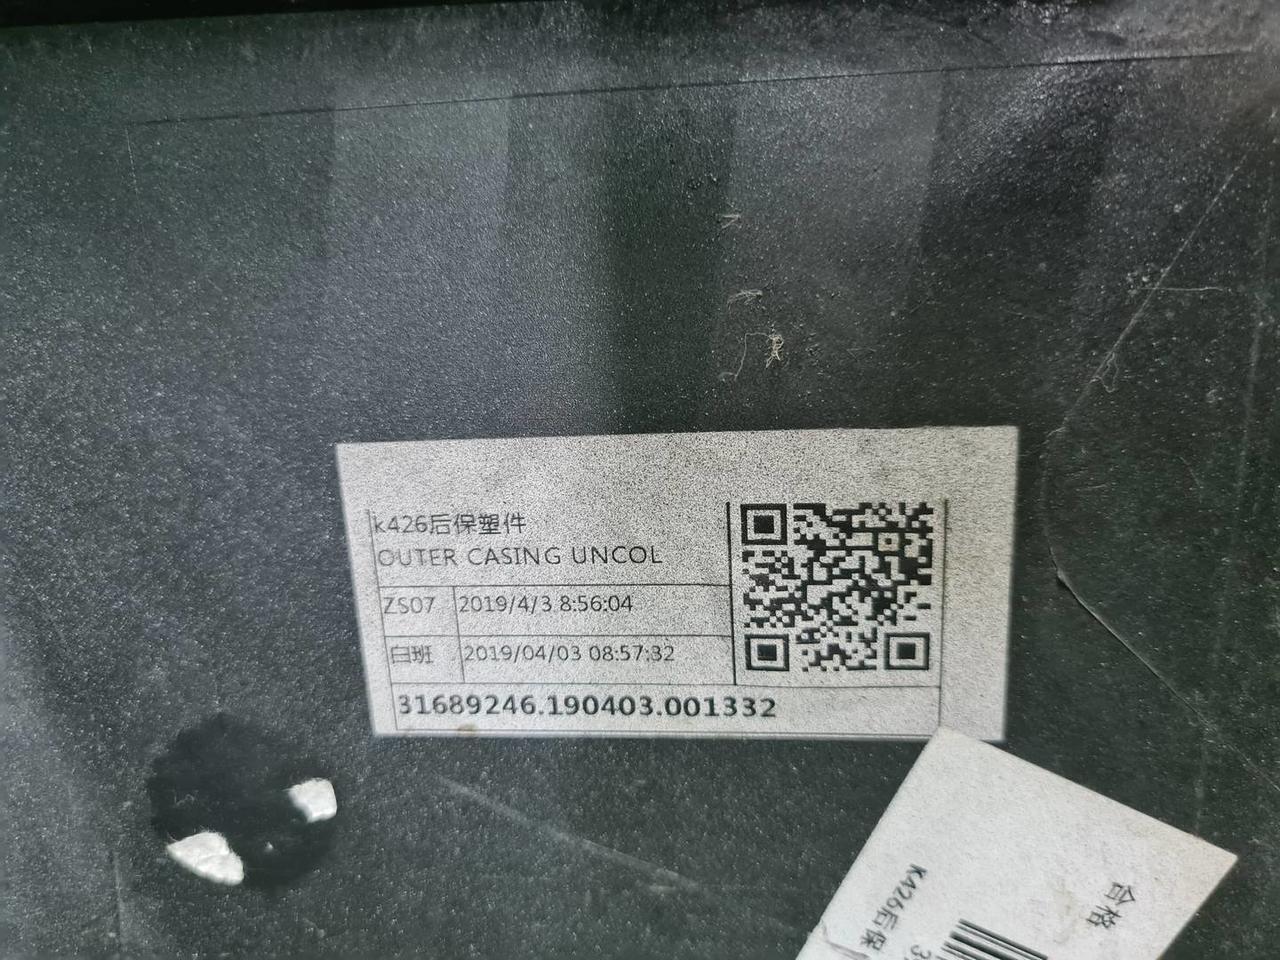 k426后保塑件
OUTER CASING UNCOL
ZS07 2019/4/3 8:56:04
白班 2019/04/03 08:57:32
31689246.190403.001332
合格
K426后保